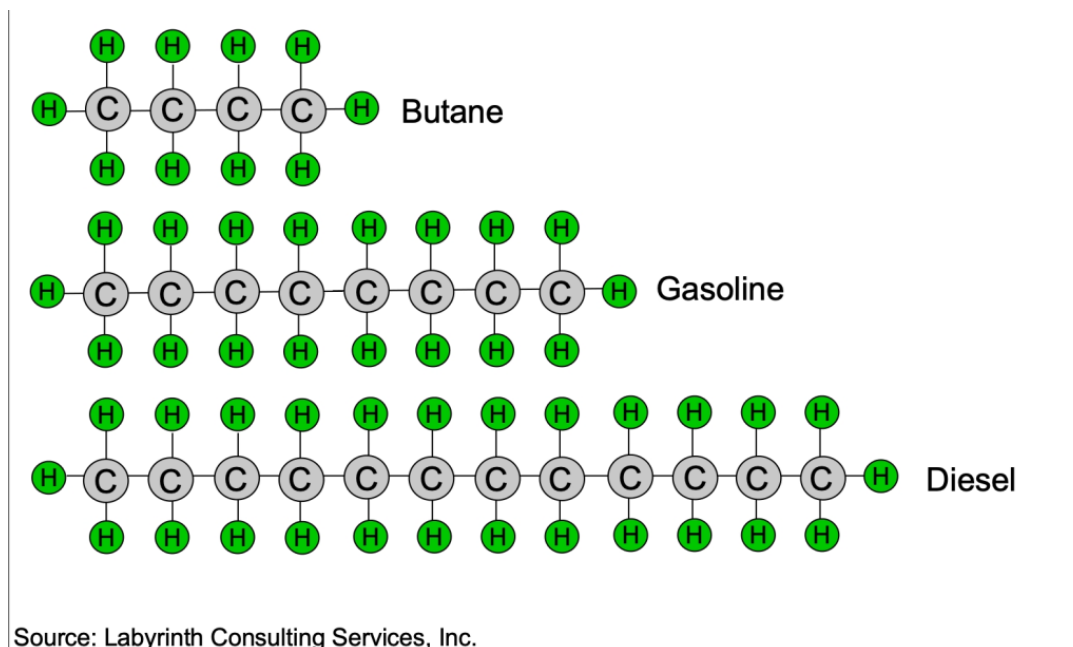 H H H H
H C C C C H Butane
H H H H
H H H H H H H H
H C C C C C C C C H Gasoline
H H H H H H H H
H H H H H H H H H H H H
H C C C C C C C C C C C C H Diesel
H H H H H H H H H H H H
Source: Labyrinth Consulting Services, Inc.